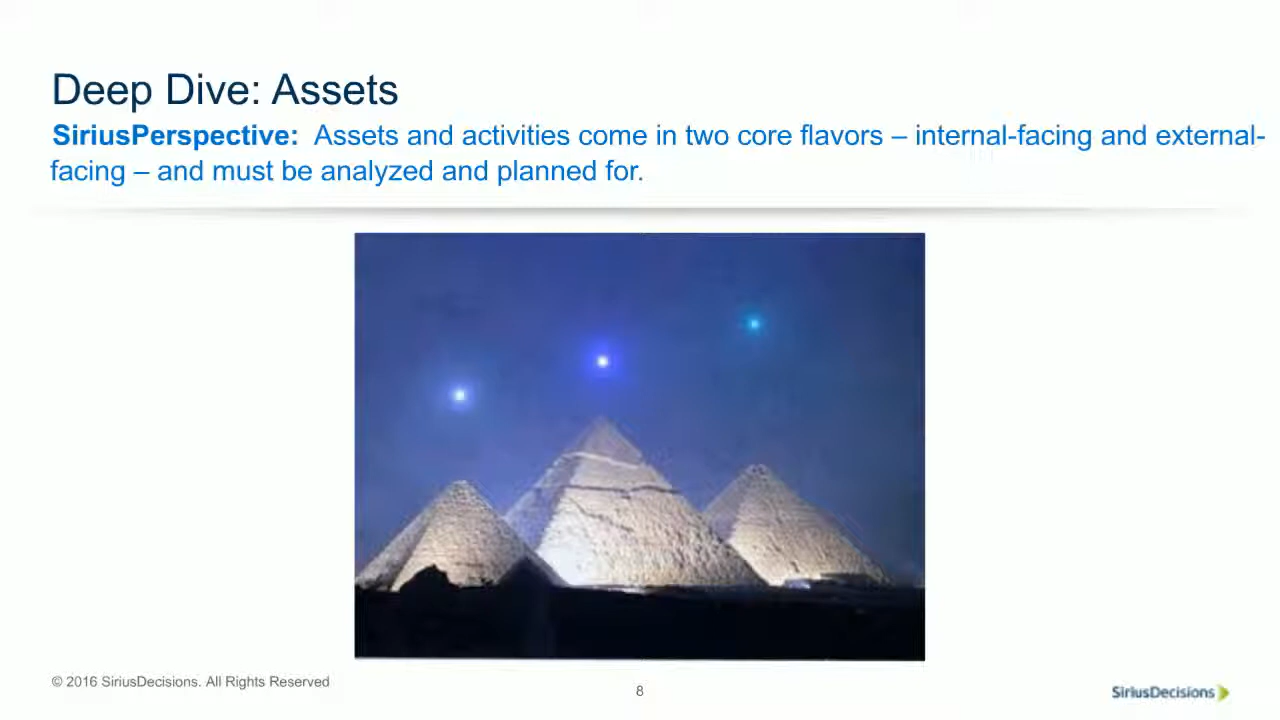 Deep Dive: Assets
SiriusPerspective: Assets and activities come in two core flavors – internal-facing and external-
facing – and must be analyzed and planned for.
© 2016 SiriusDecisions. All Rights Reserved
8
SiriusDecisions